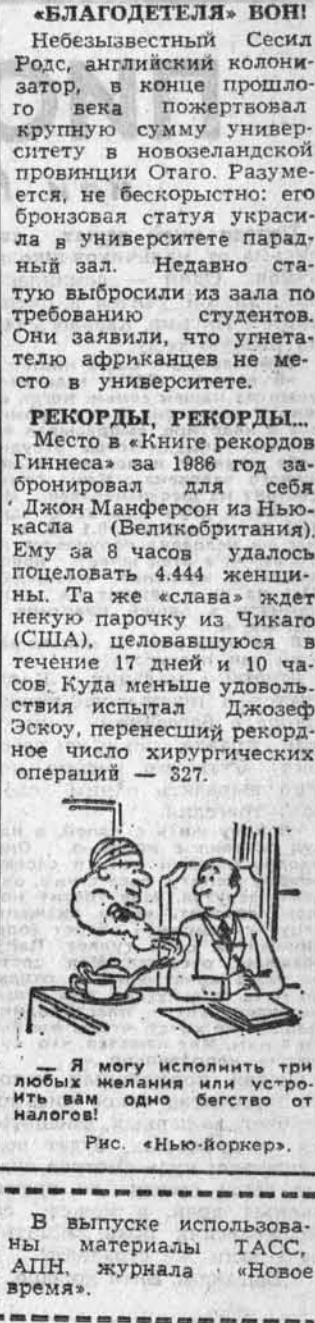 «БЛАГОДЕТЕЛЯ» ВОН!
Небезызвестный Сесил
Родс, английский колони-
затор, в конце прошло-
го века пожертвовал
крупную сумму универ-
ситету в новозеландской
провинции Отаго. Разуме-
ется, не бескорыстно: его
бронзовая статуя украси-
ла в университете парад-
ный зал. Недавно ста-
тую выбросили из зала по
требованию студентов.
Они заявили, что угнета-
телю африканцев не ме-
сто в университете.
РЕКОРДЫ, РЕКОРДЫ...
Место в «Книге рекордов
Гиннеса» за 1986 год за-
бронировал для себя
Джон Манферсон из Нью-
касла (Великобритания).
Ему за 8 часов удалось
поцеловать 4.444 женщи-
ны. Та же «слава» ждет
некую парочку из Чикаго
(США), целовавшуюся в
течение 17 дней и 10 ча-
сов. Куда меньше удоволь-
ствия испытал Джозеф
Эскоу, перенесший рекорд-
ное число хирургических
операций — 327.
— Я могу исполнить три
любых желания или устро-
ить вам одно бегство от
налогов!
Рис. «Нью-йоркер».
В выпуске использова-
ны материалы ТАСС,
АПН, журнала «Новое
время».